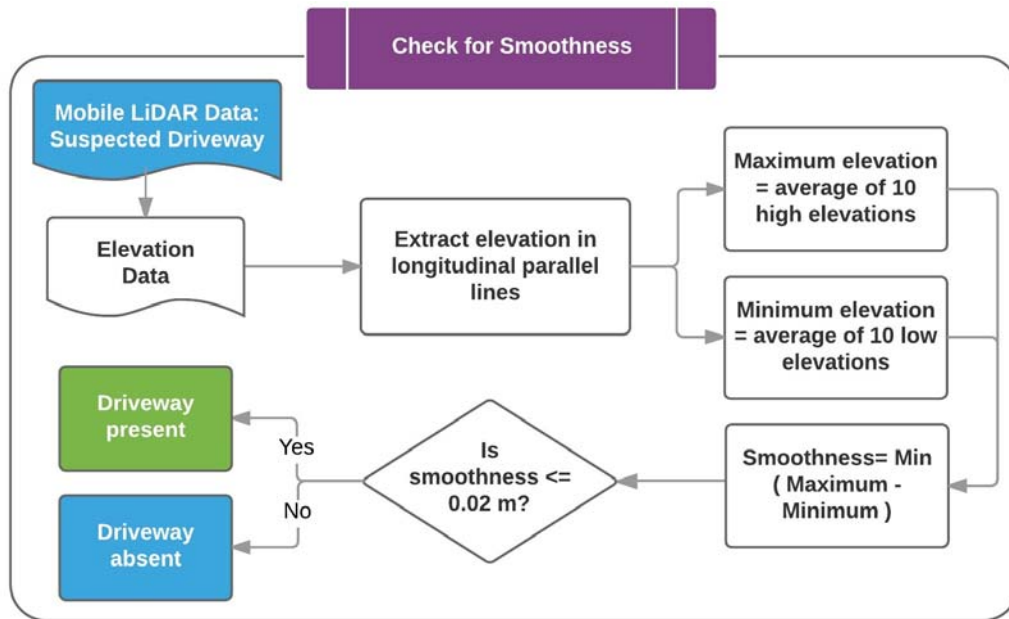 Check for Smoothness
Mobile LiDAR Data:
Suspected Driveway
Elevation
Data
Extract elevation in
longitudinal parallel
lines
Maximum elevation
= average of 10
high elevations
Minimum elevation
= average of 10 low
elevations
Smoothness= Min
( Maximum -
Minimum )
Is
smoothness <=
0.02 m?
Yes
No
Driveway
present
Driveway
absent